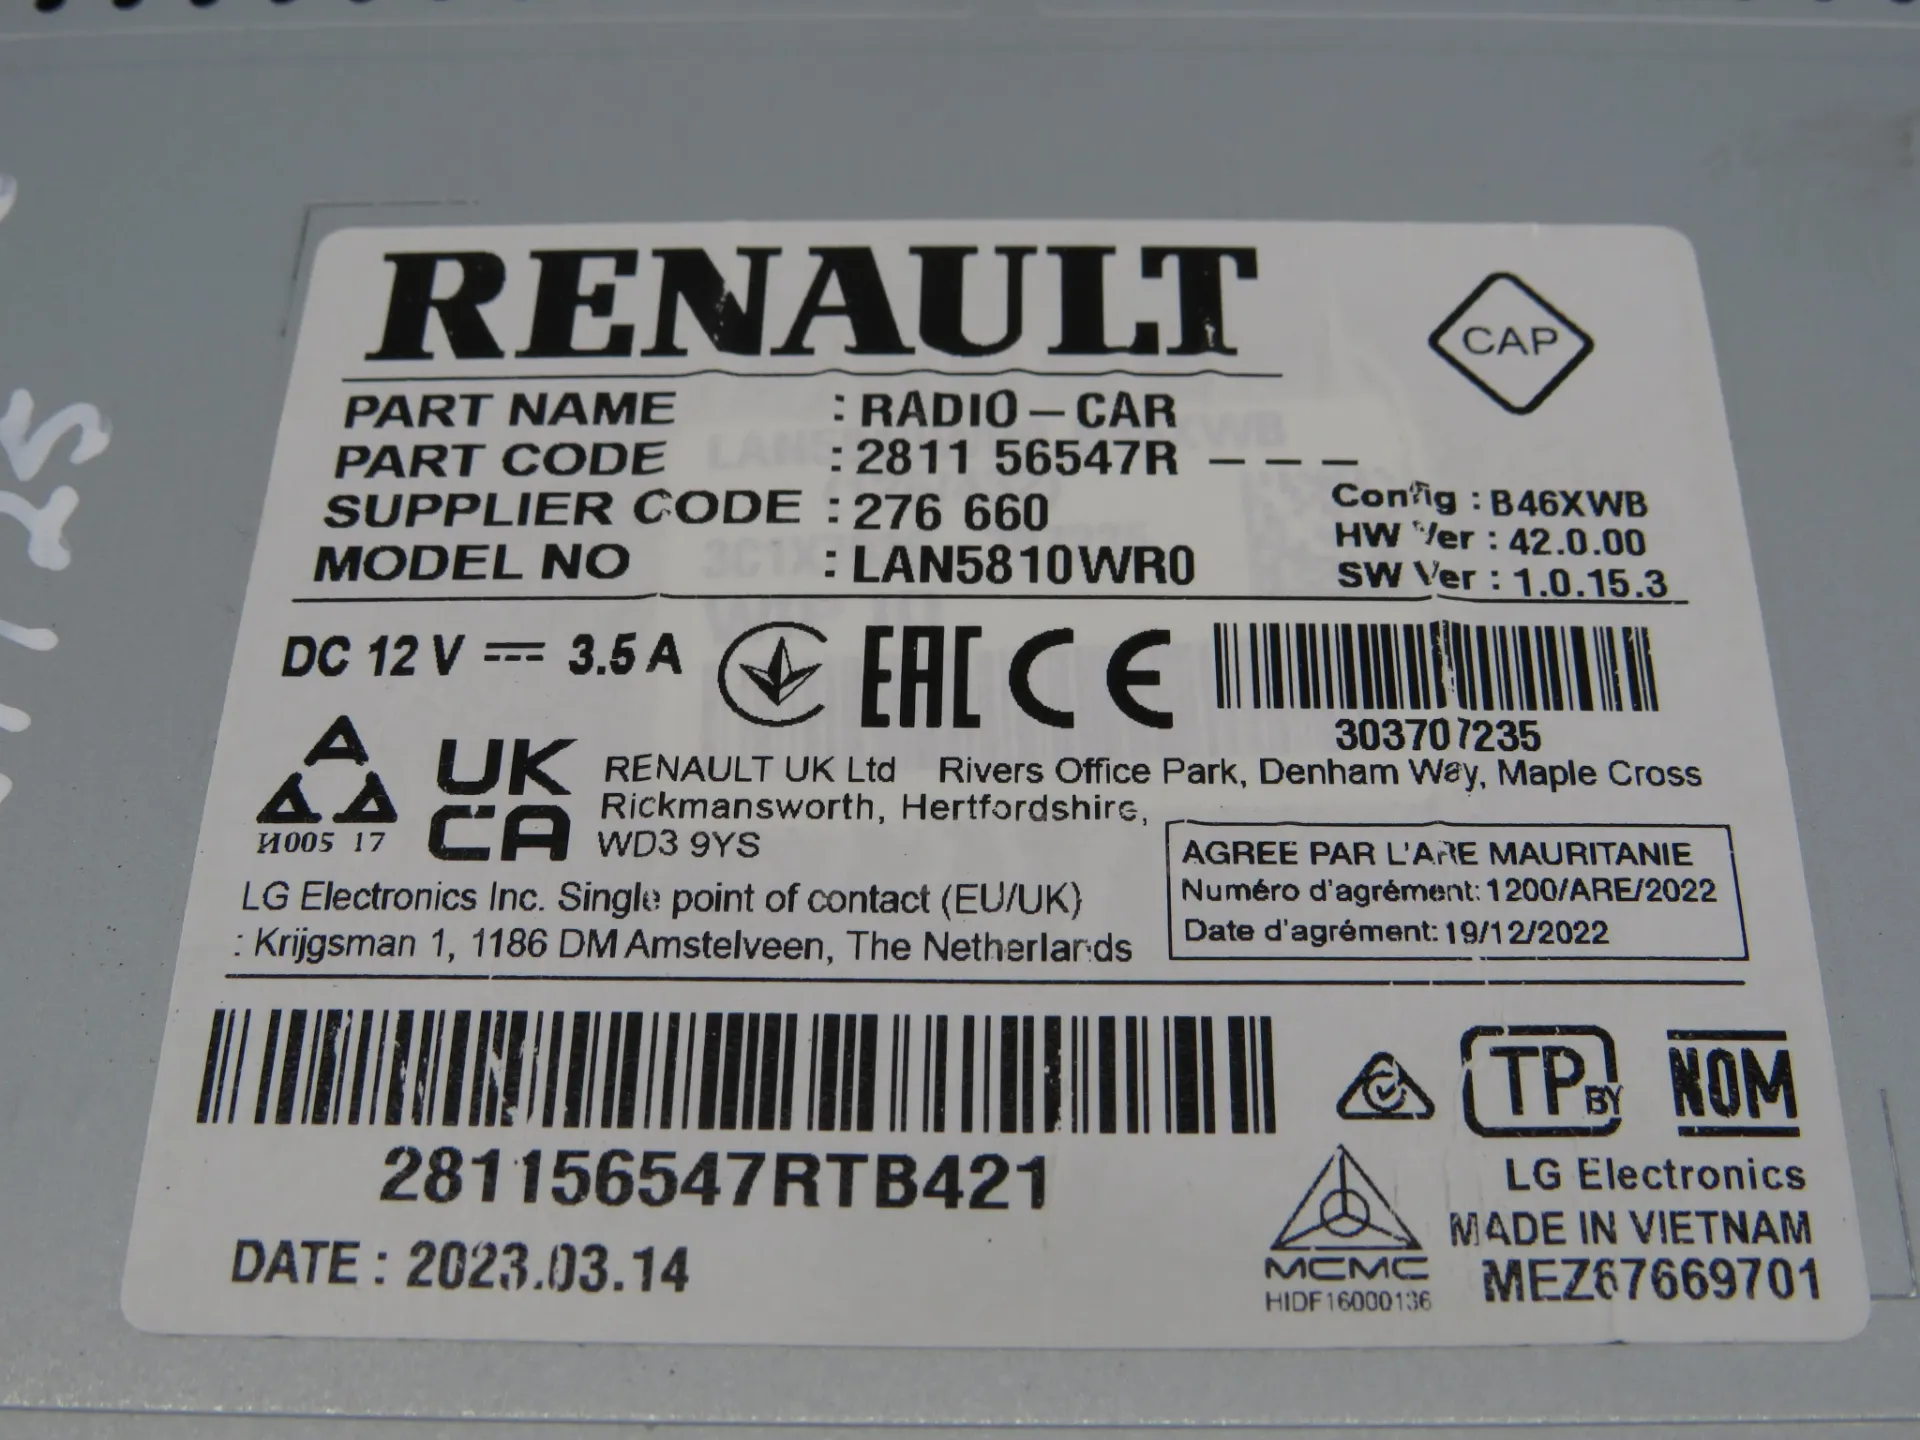 RENAULT
CAP
PART NAME : RADIO-CAR
PART CODE : 2811 56547R – – –
SUPPLIER CODE : 276 660
MODEL NO : LAN5810WR0
Config : B46XWB
HW Ver : 42.0.00
SW Ver : 1.0.15.3
DC 12 V ⎓ 3.5 A
EAC CE
303707235
И005 17
UK
CA
RENAULT UK Ltd Rivers Office Park, Denham Way, Maple Cross
Rickmansworth, Hertfordshire,
WD3 9YS
AGREE PAR L'ARE MAURITANIE
Numéro d'agrément: 1200/ARE/2022
Date d'agrément: 19/12/2022
LG Electronics Inc. Single point of contact (EU/UK)
: Krijgsman 1, 1186 DM Amstelveen, The Netherlands
281156547RTB421
DATE : 2023.03.14
TP BY
NOM
MCMC
HIDF16000136
LG Electronics
MADE IN VIETNAM
MEZ67669701